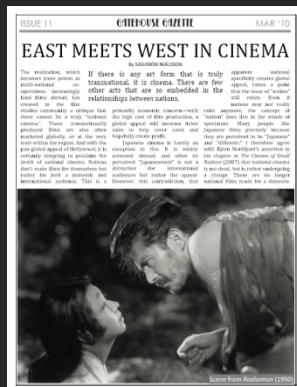 ISSUE 11
GATEHOUSE GAZETTE
MAR '10
EAST MEETS WEST IN CINEMA
By SIGURJÓN NJÁLSSON
The realization, which
becomes more potent as
multi-national co-
operations increasingly
fund films abroad, has
created in the film
studies community a critique that
there cannot be a truly "national
cinema". These transnationally
produced films are also often
marketed globally, or at the very
least within the region. And with the
pan-global appeal of Hollywood, it is
certainly tempting to proclaim the
death of national cinema. Nations
don't make films for themselves but
rather for both a domestic and
international audience. This is a
If there is any art form that is truly
transnational, it is cinema. There are few
other arts that are so embedded in the
relationships between nations.
primarily economic concern—with
the high cost of film production, a
global appeal will increase ticket
sales to help cover costs and
hopefully create profit.
Japanese cinema is hardly an
exception to this. It is widely
screened abroad, and often its
perceived "Japaneseness" is not a
detractor for international
audiences but rather the appeal.
However, this contradiction, that
apparent national
specificity creates global
appeal, raises a point
that the issue of "nation"
still exists. Even if
nations may not really
exist anymore, the concept of
"nation" does live in the minds of
spectators. Many people like
Japanese films precisely because
they are perceived to be "Japanese"
and "different." I therefore agree
with Björn Norðfjörð's assertion in
his chapter in The Cinema of Small
Nations (2007) that national cinema
is not dead, but is rather undergoing
a change. There are no longer
national films made for a domestic
Scene from Rashomon (1950)